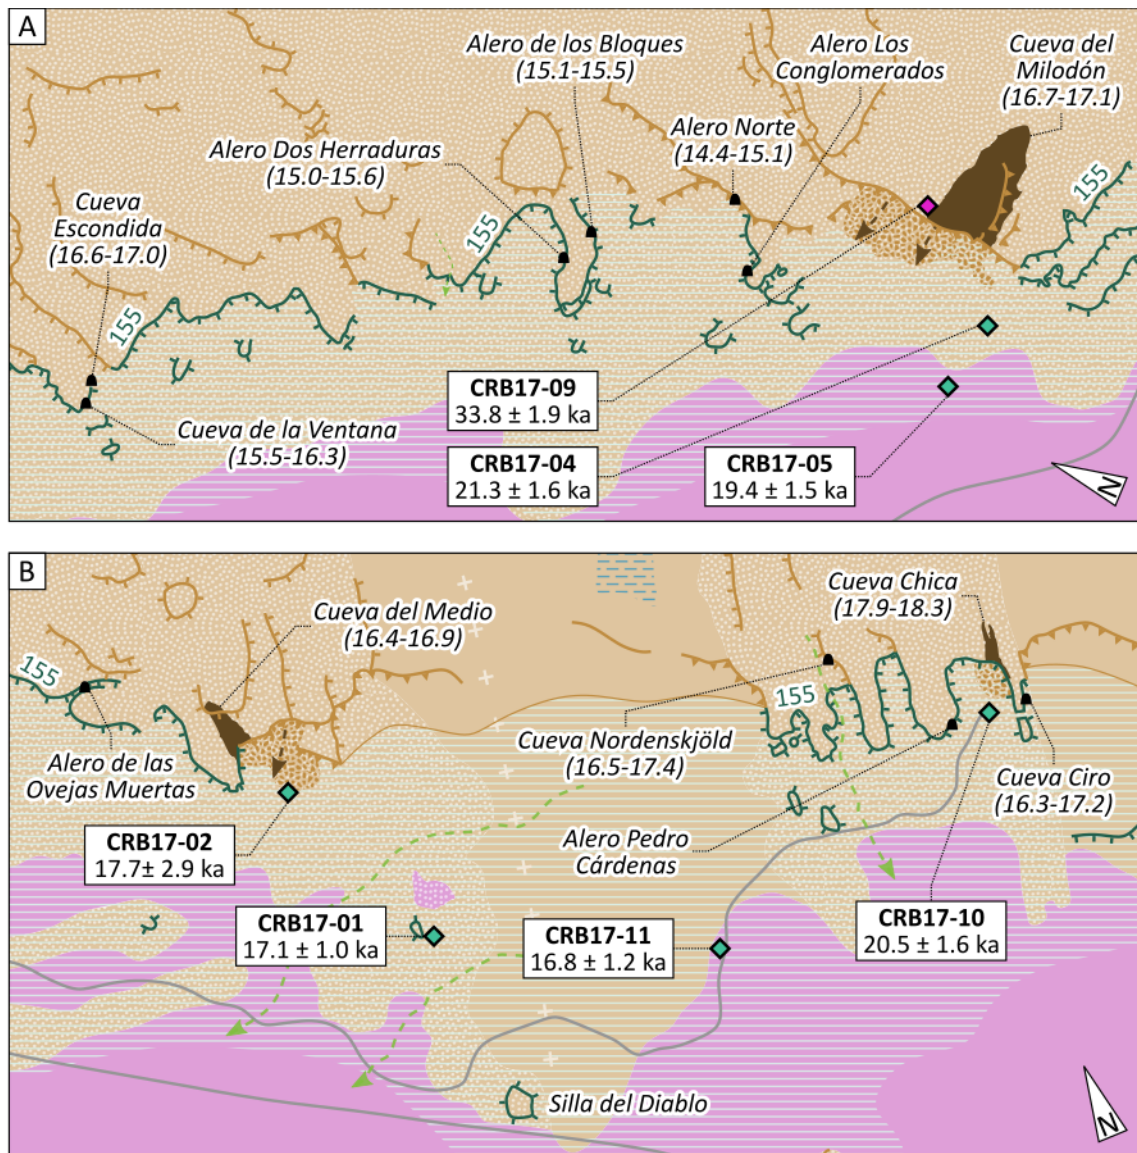 A
Alero de los Bloques
(15.1-15.5)
Alero Los
Conglomerados
Cueva del
Milodón
(16.7-17.1)
Alero Dos Herraduras
(15.0-15.6)
Alero Norte
(14.4-15.1)
Cueva
Escondida
(16.6-17.0)
155
155
155
CRB17-09
33.8 ± 1.9 ka
Cueva de la Ventana
(15.5-16.3)
CRB17-04
21.3 ± 1.6 ka
CRB17-05
19.4 ± 1.5 ka
N
B
Cueva del Medio
(16.4-16.9)
Cueva Chica
(17.9-18.3)
155
155
Alero de las
Ovejas Muertas
Cueva Nordenskjöld
(16.5-17.4)
Cueva Ciro
(16.3-17.2)
CRB17-02
17.7± 2.9 ka
Alero Pedro
Cárdenas
CRB17-01
17.1 ± 1.0 ka
CRB17-11
16.8 ± 1.2 ka
CRB17-10
20.5 ± 1.6 ka
Silla del Diablo
N